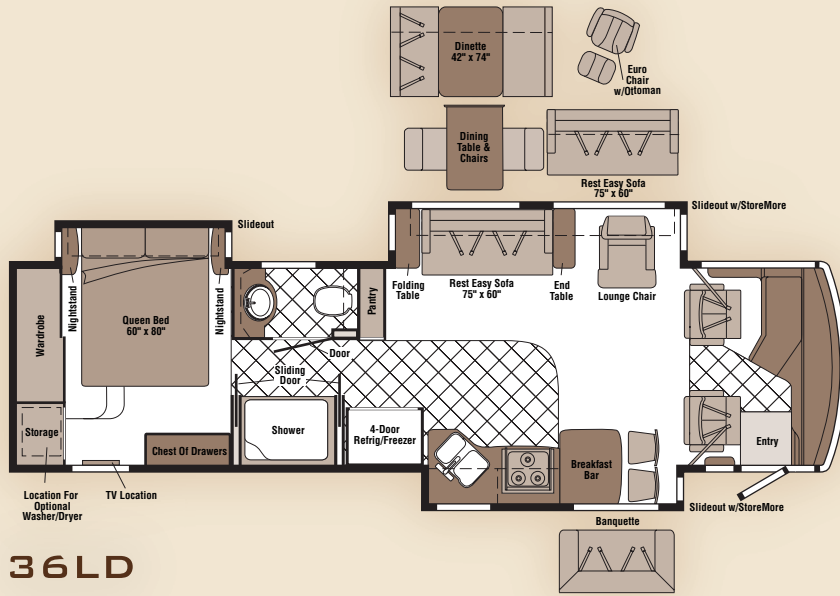 Dinette
42" x 74"
Euro
Chair
w/Ottoman
Dining
Table &
Chairs
Rest Easy Sofa
75" x 60"
Slideout w/StoreMore
Slideout
Folding
Table
Rest Easy Sofa
75" x 60"
End
Table
Lounge Chair
Wardrobe
Nightstand
Queen Bed
60" x 80"
Nightstand
Pantry
Door
Sliding
Door
Storage
Chest Of Drawers
Shower
4-Door
Refrig/Freezer
Breakfast
Bar
Entry
Location For
Optional
Washer/Dryer
TV Location
Slideout w/StoreMore
Banquette
36LD